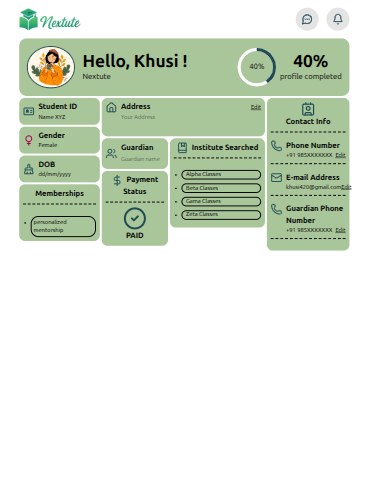 Nextute
Hello, Khusi !
Nextute
40%
40%
profile completed
Student ID
Name XYZ
Gender
Female
DOB
dd/mm/yyyy
Memberships
personalized
mentorship
Address
Edit
Your Address
Guardian
Guardian name
Payment
Status
PAID
Institute Searched
Alpha Classes
Beta Classes
Gama Classes
Zeta Classes
Contact Info
Phone Number
+91 985XXXXXXX Edit
E-mail Address
khusi420@gmail.comEdit
Guardian Phone
Number
+91 985XXXXXXX Edit